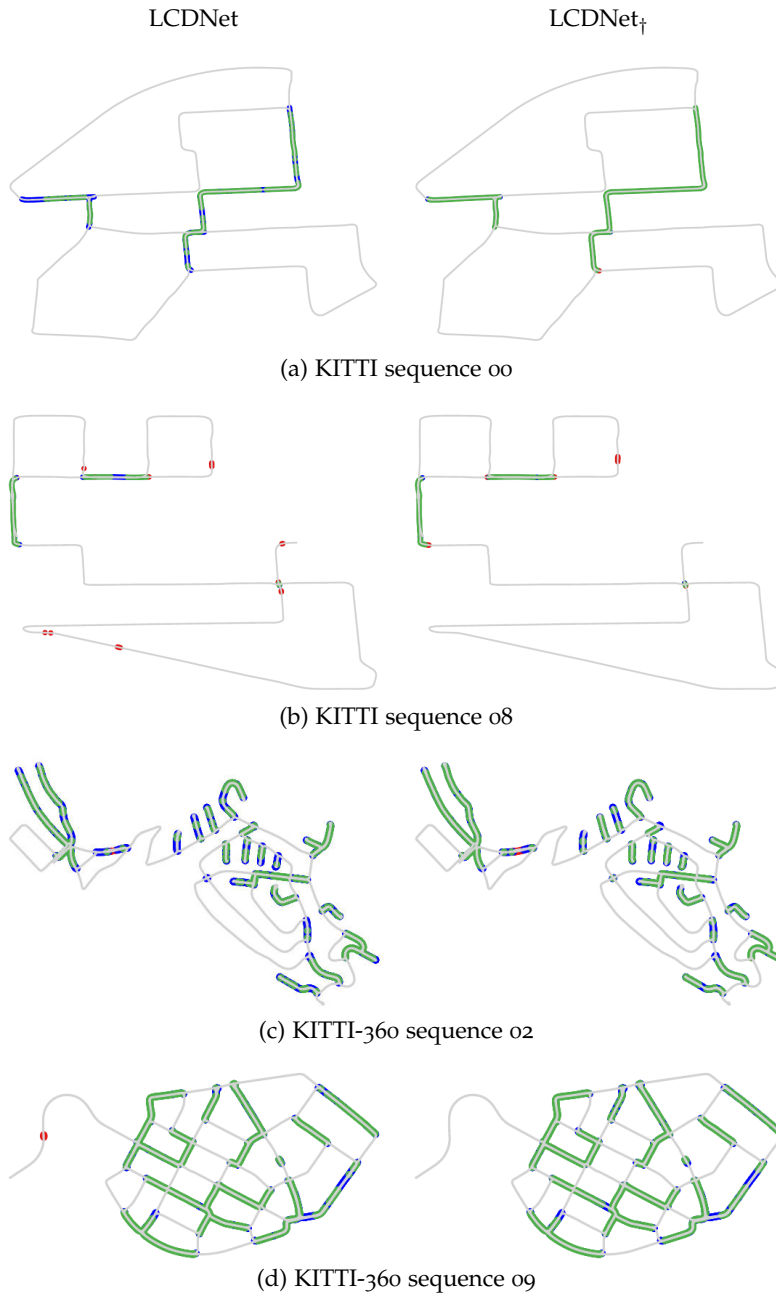 LCDNet LCDNet†
(a) KITTI sequence 00
(b) KITTI sequence 08
(c) KITTI-360 sequence 02
(d) KITTI-360 sequence 09